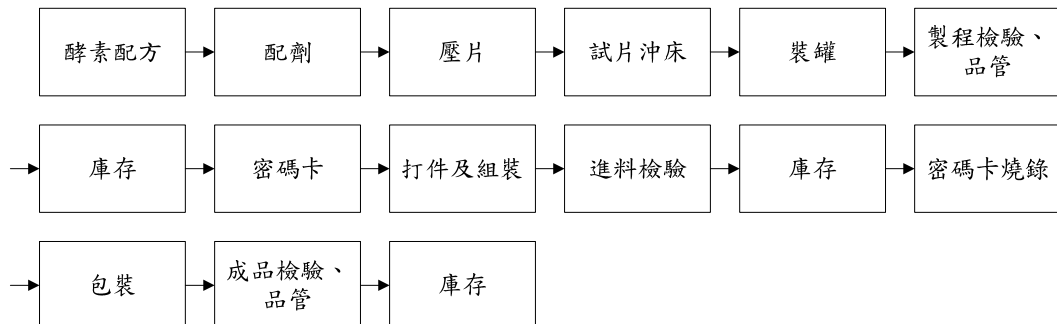 酵素配方
配劑
壓片
試片沖床
裝罐
製程檢驗、
品管
庫存
密碼卡
打件及組裝
進料檢驗
庫存
密碼卡燒錄
包裝
成品檢驗、
品管
庫存